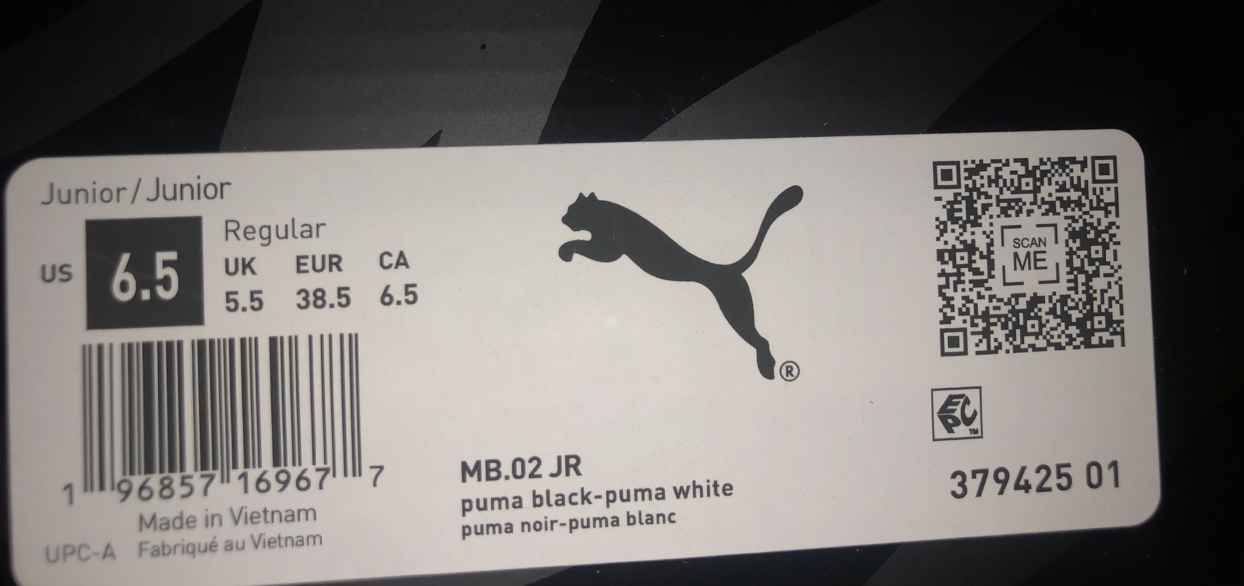 Junior/Junior
US 6.5
Regular
UK EUR CA
5.5 38.5 6.5
1 96857 16967 7
Made in Vietnam
UPC-A Fabriqué au Vietnam
®
MB.02 JR
puma black-puma white
puma noir-puma blanc
SCAN
ME
EPC™
379425 01